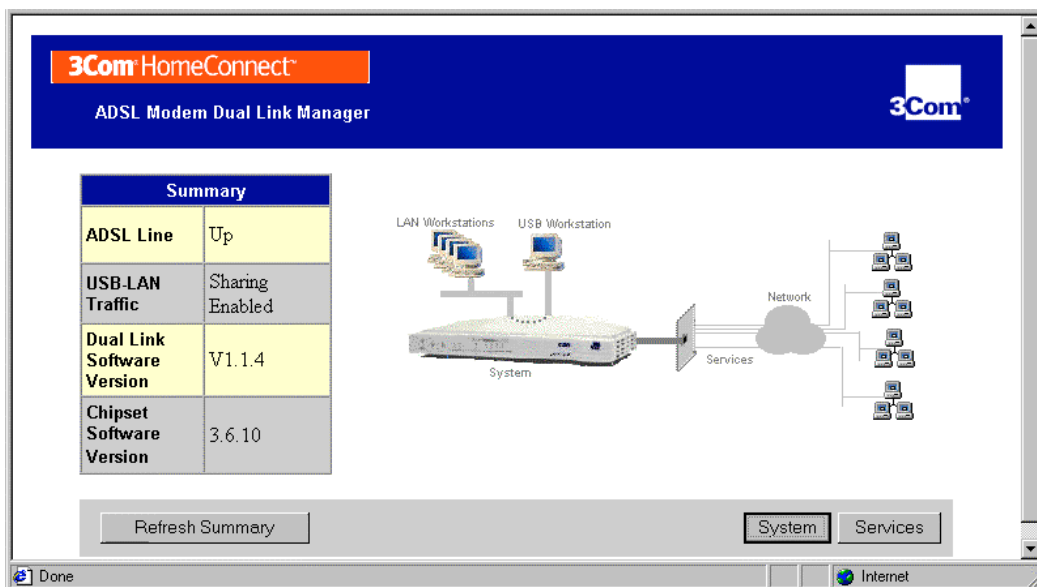 3Com® HomeConnect™
ADSL Modem Dual Link Manager
3Com®
Summary
ADSL Line
Up
USB-LAN
Traffic
Sharing
Enabled
Dual Link
Software
Version
V1.1.4
Chipset
Software
Version
3.6.10
LAN Workstations
USB Workstation
Network
Services
System
Refresh Summary
System
Services
Done
Internet